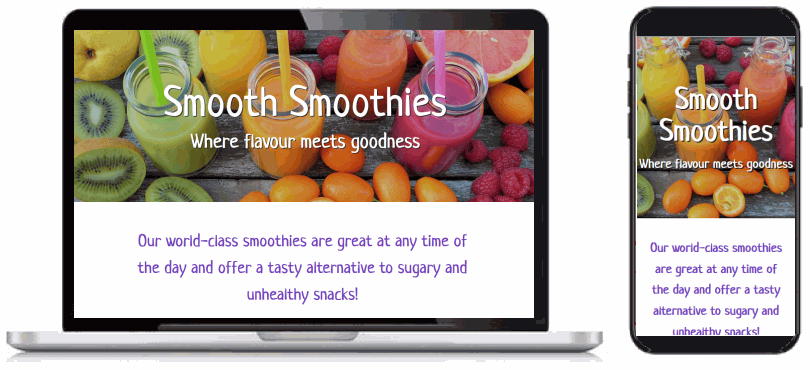 Smooth Smoothies
Where flavour meets goodness
Our world-class smoothies are great at any time of
the day and offer a tasty alternative to sugary and
unhealthy snacks!
Smooth
Smoothies
Where flavour meets goodness
Our world-class smoothies
are great at any time of
the day and offer a tasty
alternative to sugary and
unhealthy snacks!